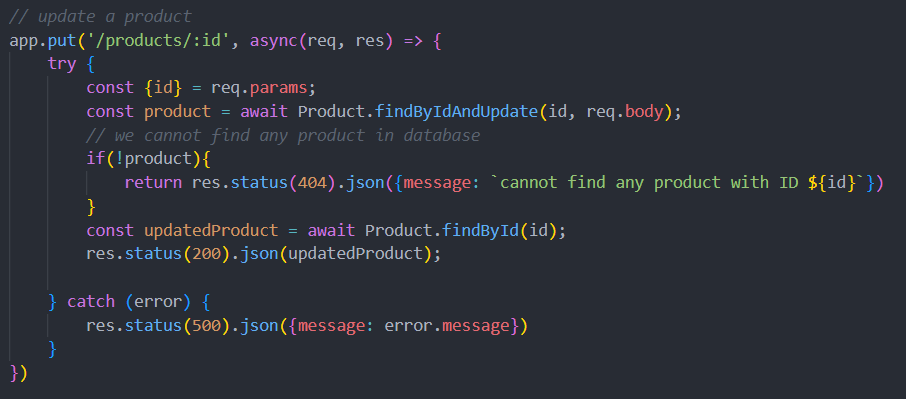 // update a product
app.put('/products/:id', async(req, res) => {
    try {
        const {id} = req.params;
        const product = await Product.findByIdAndUpdate(id, req.body);
        // we cannot find any product in database
        if(!product){
            return res.status(404).json({message: `cannot find any product with ID ${id}`})
        }
        const updatedProduct = await Product.findById(id);
        res.status(200).json(updatedProduct);

    } catch (error) {
        res.status(500).json({message: error.message})
    }
})